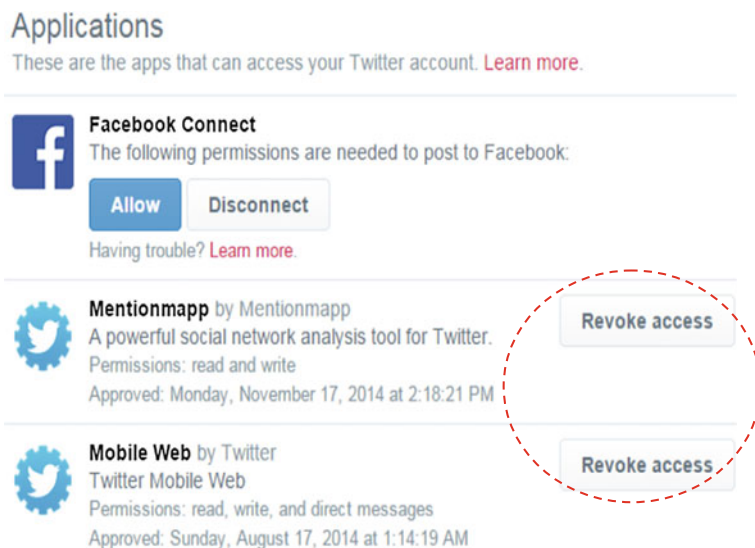 Applications
These are the apps that can access your Twitter account. Learn more.
Facebook Connect
The following permissions are needed to post to Facebook:
Allow Disconnect
Having trouble? Learn more.
Mentionmapp by Mentionmapp
Revoke access
A powerful social network analysis tool for Twitter.
Permissions: read and write
Approved: Monday, November 17, 2014 at 2:18:21 PM
Mobile Web by Twitter
Revoke access
Twitter Mobile Web
Permissions: read, write, and direct messages
Approved: Sunday, August 17, 2014 at 1:14:19 AM